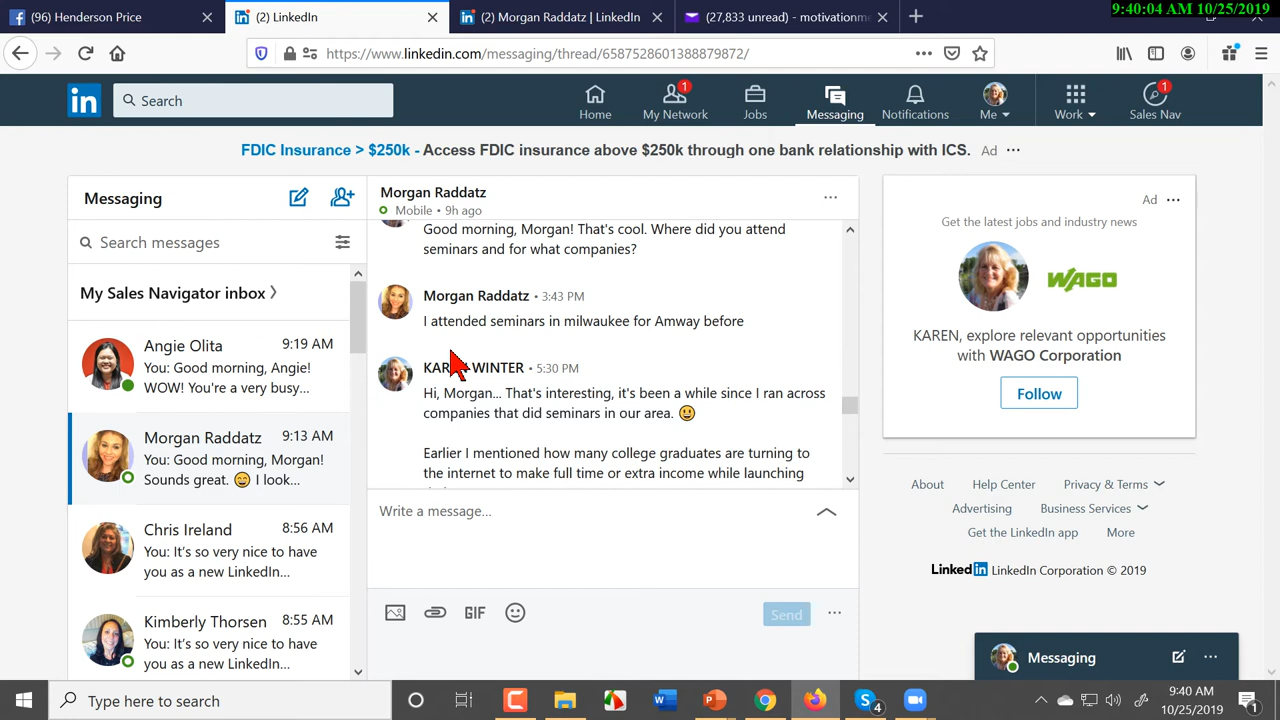 9:40:04 AM 10/25/2019
(96) Henderson Price
(2) LinkedIn
(2) Morgan Raddatz | LinkedIn
(27,833 unread) - motivationm
https://www.linkedin.com/messaging/thread/6587528601388879872/
in
Search
Home
1
My Network
Jobs
Messaging
Notifications
Me
Work
1
Sales Nav
FDIC Insurance > $250k - Access FDIC insurance above $250k through one bank relationship with ICS. Ad
Messaging
Search messages
My Sales Navigator inbox
Angie Olita 9:19 AM
You: Good morning, Angie!
WOW! You're a very busy...
Morgan Raddatz 9:13 AM
You: Good morning, Morgan!
Sounds great. 😄 I look...
Chris Ireland 8:56 AM
You: It's so very nice to have
you as a new LinkedIn...
Kimberly Thorsen 8:55 AM
You: It's so very nice to have
you as a new LinkedIn...
Morgan Raddatz
Mobile • 9h ago
Good morning, Morgan! That's cool. Where did you attend
seminars and for what companies?
Morgan Raddatz • 3:43 PM
I attended seminars in milwaukee for Amway before
KAREN WINTER • 5:30 PM
Hi, Morgan... That's interesting, it's been a while since I ran across
companies that did seminars in our area. 😀
Earlier I mentioned how many college graduates are turning to
the internet to make full time or extra income while launching
Write a message...
GIF
Send
Ad
Get the latest jobs and industry news
WAGO
KAREN, explore relevant opportunities
with WAGO Corporation
Follow
About
Help Center
Privacy & Terms
Advertising
Business Services
Get the LinkedIn app
More
LinkedIn LinkedIn Corporation © 2019
Messaging
Type here to search
4
9:40 AM
10/25/2019
1